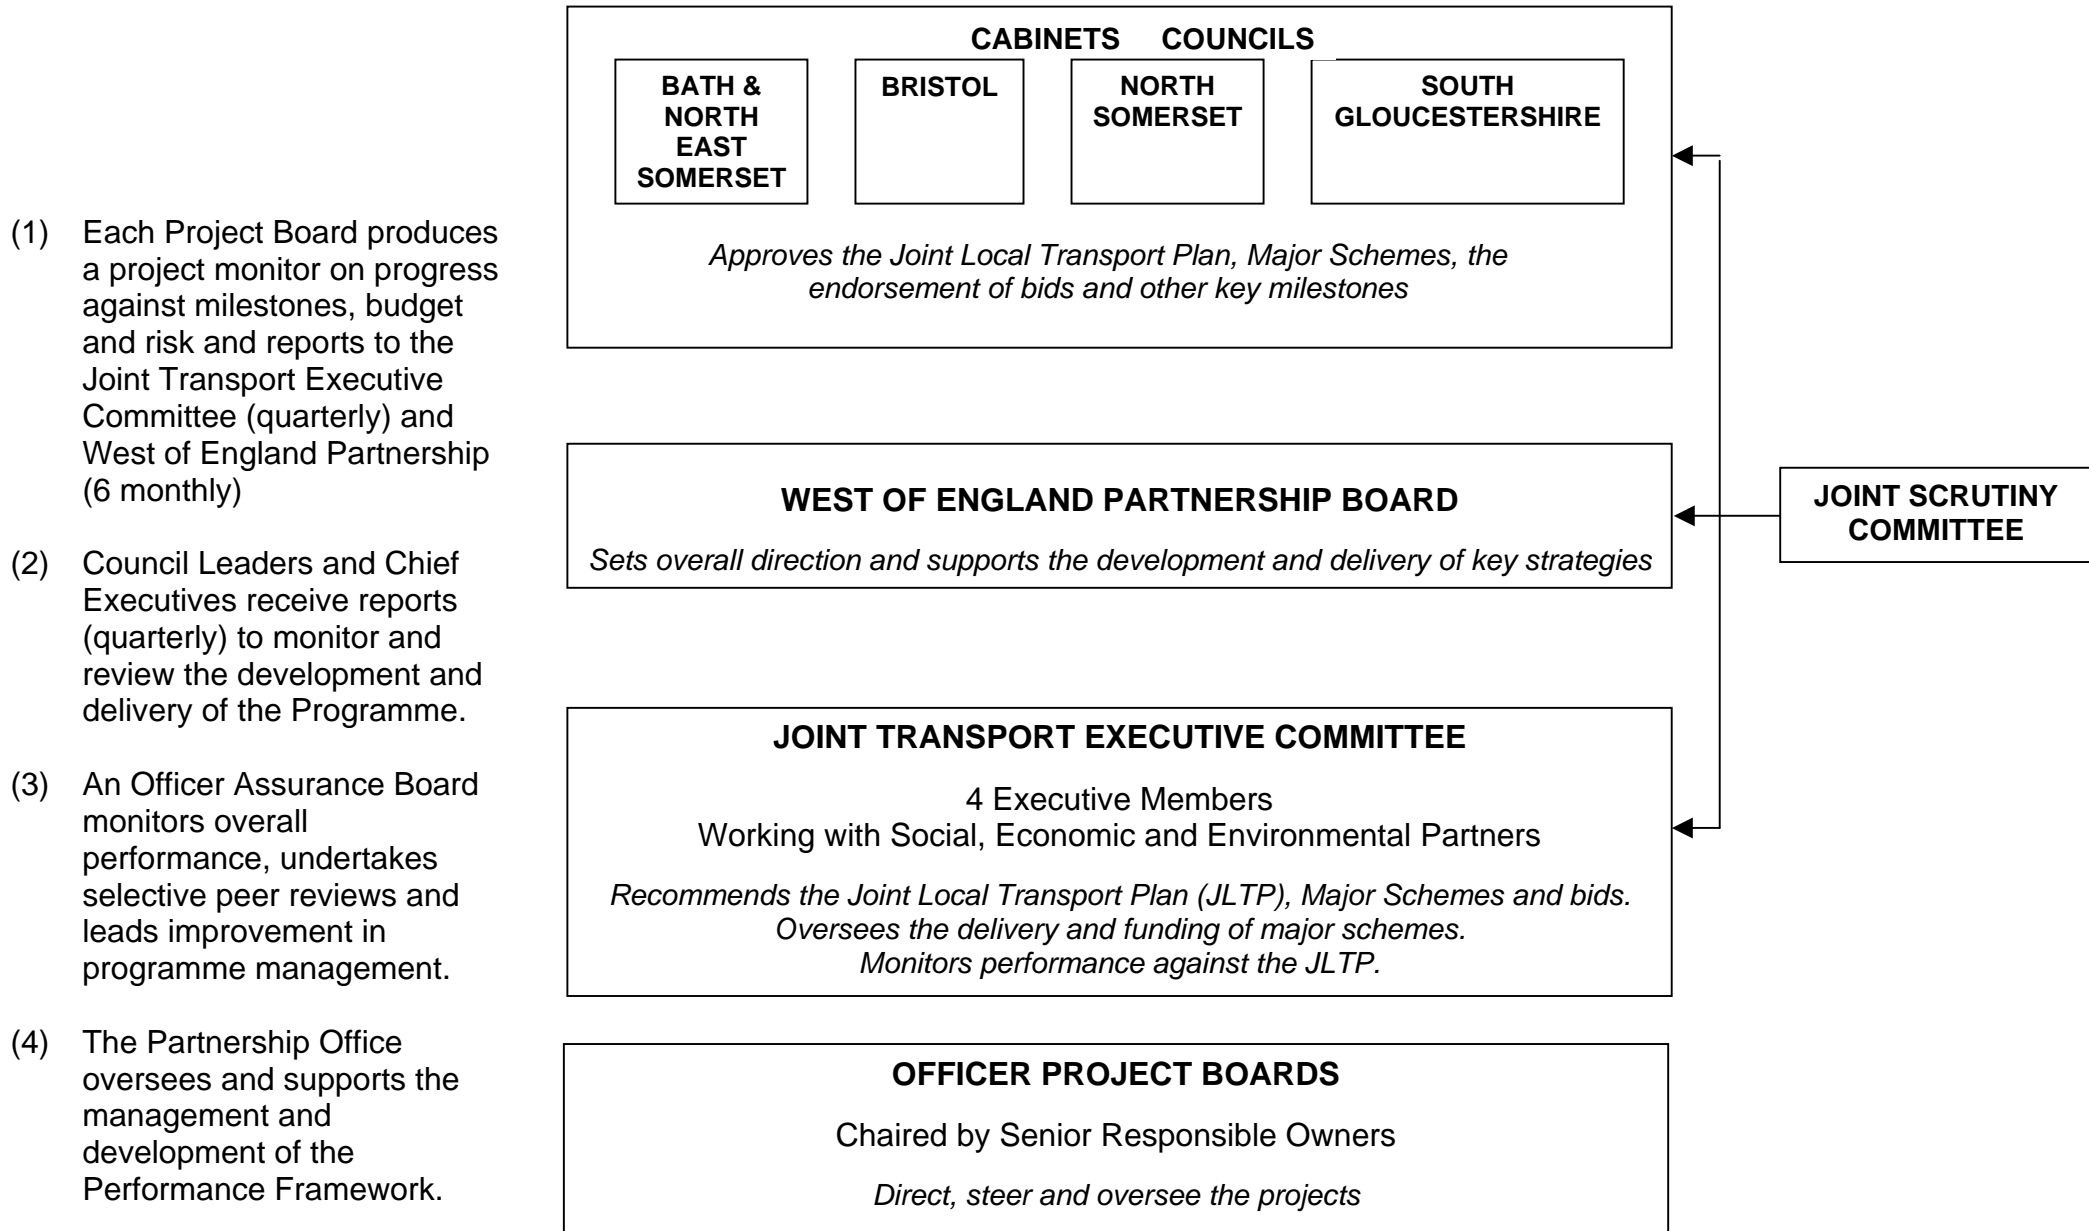 CABINETS COUNCILS
BATH &
NORTH
EAST
SOMERSET
BRISTOL
NORTH
SOMERSET
SOUTH
GLOUCESTERSHIRE
Approves the Joint Local Transport Plan, Major Schemes, the
endorsement of bids and other key milestones
(1) Each Project Board produces
a project monitor on progress
against milestones, budget
and risk and reports to the
Joint Transport Executive
Committee (quarterly) and
West of England Partnership
(6 monthly)
(2) Council Leaders and Chief
Executives receive reports
(quarterly) to monitor and
review the development and
delivery of the Programme.
(3) An Officer Assurance Board
monitors overall
performance, undertakes
selective peer reviews and
leads improvement in
programme management.
(4) The Partnership Office
oversees and supports the
management and
development of the
Performance Framework.
WEST OF ENGLAND PARTNERSHIP BOARD
Sets overall direction and supports the development and delivery of key strategies
JOINT SCRUTINY
COMMITTEE
JOINT TRANSPORT EXECUTIVE COMMITTEE
4 Executive Members
Working with Social, Economic and Environmental Partners
Recommends the Joint Local Transport Plan (JLTP), Major Schemes and bids.
Oversees the delivery and funding of major schemes.
Monitors performance against the JLTP.
OFFICER PROJECT BOARDS
Chaired by Senior Responsible Owners
Direct, steer and oversee the projects